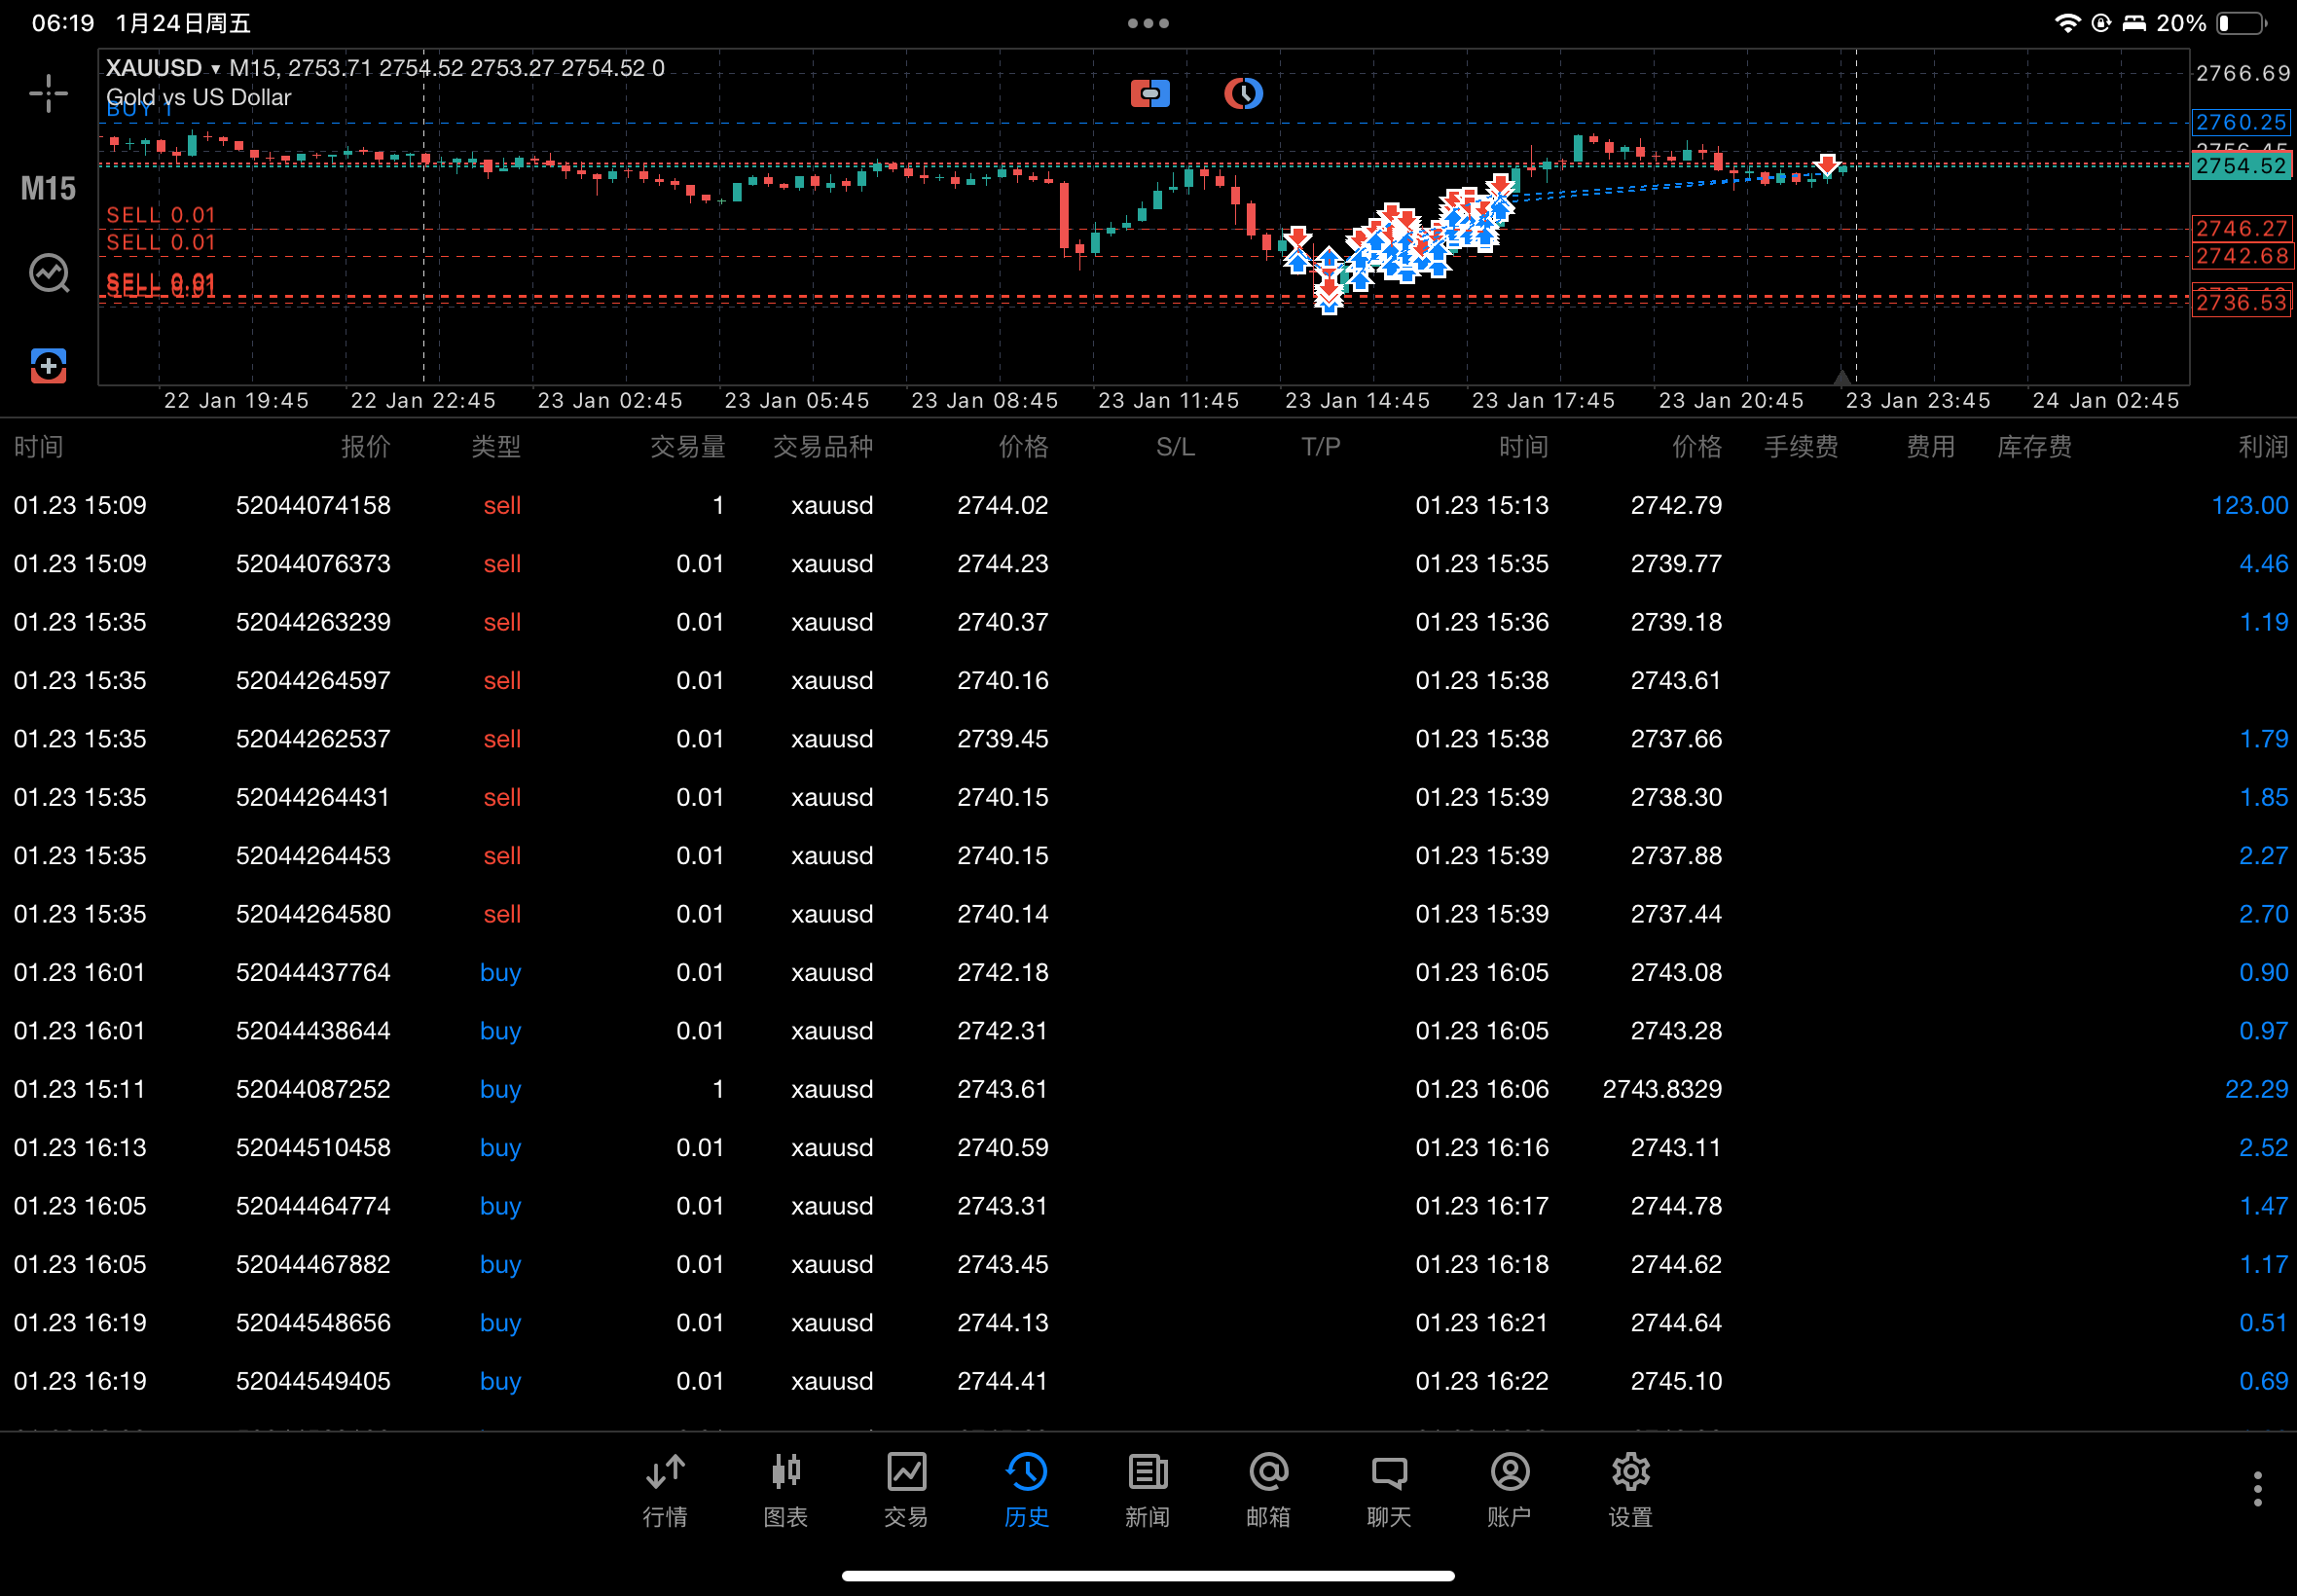 06:19 1月24日周五
20%
XAUUSD M15, 2753.71 2754.52 2753.27 2754.52 0
Gold vs US Dollar
BUY 1
M15
SELL 0.01
SELL 0.01
SELL 0.01
SELL 0.01
2766.69
2760.25
2756.45
2754.52
2746.27
2742.68
2736.53
22 Jan 19:45 22 Jan 22:45 23 Jan 02:45 23 Jan 05:45 23 Jan 08:45 23 Jan 11:45 23 Jan 14:45 23 Jan 17:45 23 Jan 20:45 23 Jan 23:45 24 Jan 02:45
时间 报价 类型 交易量 交易品种 价格 S/L T/P 时间 价格 手续费 费用 库存费 利润
01.23 15:09 52044074158 sell 1 xauusd 2744.02 01.23 15:13 2742.79 123.00
01.23 15:09 52044076373 sell 0.01 xauusd 2744.23 01.23 15:35 2739.77 4.46
01.23 15:35 52044263239 sell 0.01 xauusd 2740.37 01.23 15:36 2739.18 1.19
01.23 15:35 52044264597 sell 0.01 xauusd 2740.16 01.23 15:38 2743.61
01.23 15:35 52044262537 sell 0.01 xauusd 2739.45 01.23 15:38 2737.66 1.79
01.23 15:35 52044264431 sell 0.01 xauusd 2740.15 01.23 15:39 2738.30 1.85
01.23 15:35 52044264453 sell 0.01 xauusd 2740.15 01.23 15:39 2737.88 2.27
01.23 15:35 52044264580 sell 0.01 xauusd 2740.14 01.23 15:39 2737.44 2.70
01.23 16:01 52044437764 buy 0.01 xauusd 2742.18 01.23 16:05 2743.08 0.90
01.23 16:01 52044438644 buy 0.01 xauusd 2742.31 01.23 16:05 2743.28 0.97
01.23 15:11 52044087252 buy 1 xauusd 2743.61 01.23 16:06 2743.8329 22.29
01.23 16:13 52044510458 buy 0.01 xauusd 2740.59 01.23 16:16 2743.11 2.52
01.23 16:05 52044464774 buy 0.01 xauusd 2743.31 01.23 16:17 2744.78 1.47
01.23 16:05 52044467882 buy 0.01 xauusd 2743.45 01.23 16:18 2744.62 1.17
01.23 16:19 52044548656 buy 0.01 xauusd 2744.13 01.23 16:21 2744.64 0.51
01.23 16:19 52044549405 buy 0.01 xauusd 2744.41 01.23 16:22 2745.10 0.69
行情 图表 交易 历史 新闻 邮箱 聊天 账户 设置